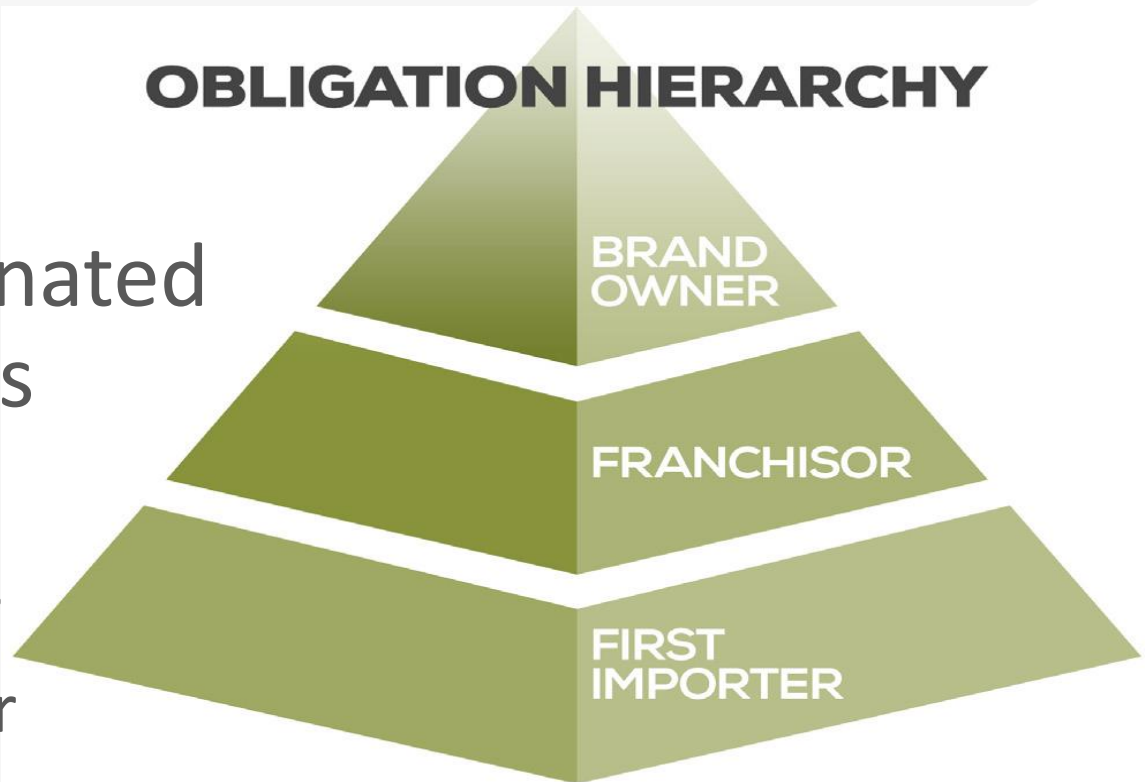 OBLIGATION HIERARCHY
BRAND
OWNER
nated
s
FRANCHISOR
FIRST
IMPORTER
r